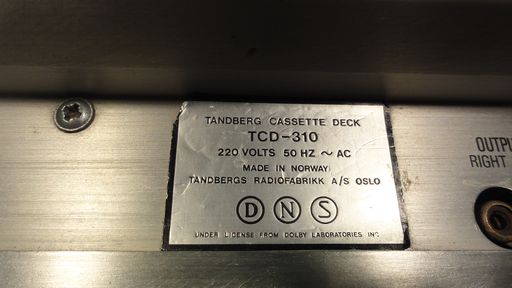 TANDBERG CASSETTE DECK
TCD-310
220 VOLTS 50 HZ ~ AC
MADE IN NORWAY
TANDBERGS RADIOFABRIKK A/S OSLO
D N S
UNDER LICENSE FROM DOLBY LABORATORIES INC
RIGHT